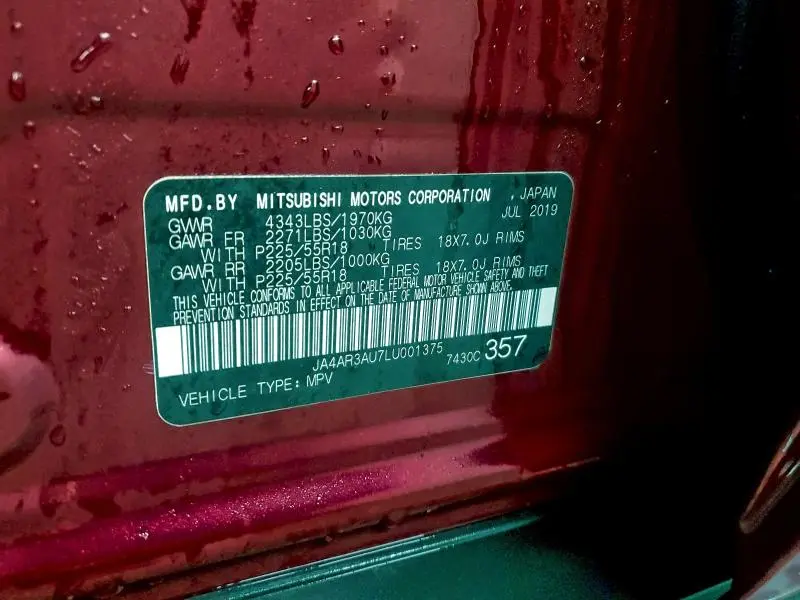 MFD.BY MITSUBISHI MOTORS CORPORATION , JAPAN
JUL 2019
GVWR 4343LBS/1970KG
GAWR FR 2271LBS/1030KG
WITH P225/55R18 TIRES 18X7.0J RIMS
GAWR RR 2205LBS/1000KG
WITH P225/55R18 TIRES 18X7.0J RIMS
THIS VEHICLE CONFORMS TO ALL APPLICABLE FEDERAL MOTOR VEHICLE SAFETY AND THEFT
PREVENTION STANDARDS IN EFFECT ON THE DATE OF MANUFACTURE SHOWN ABOVE.
JA4AR3AU7LU001375 7430C 357
VEHICLE TYPE: MPV